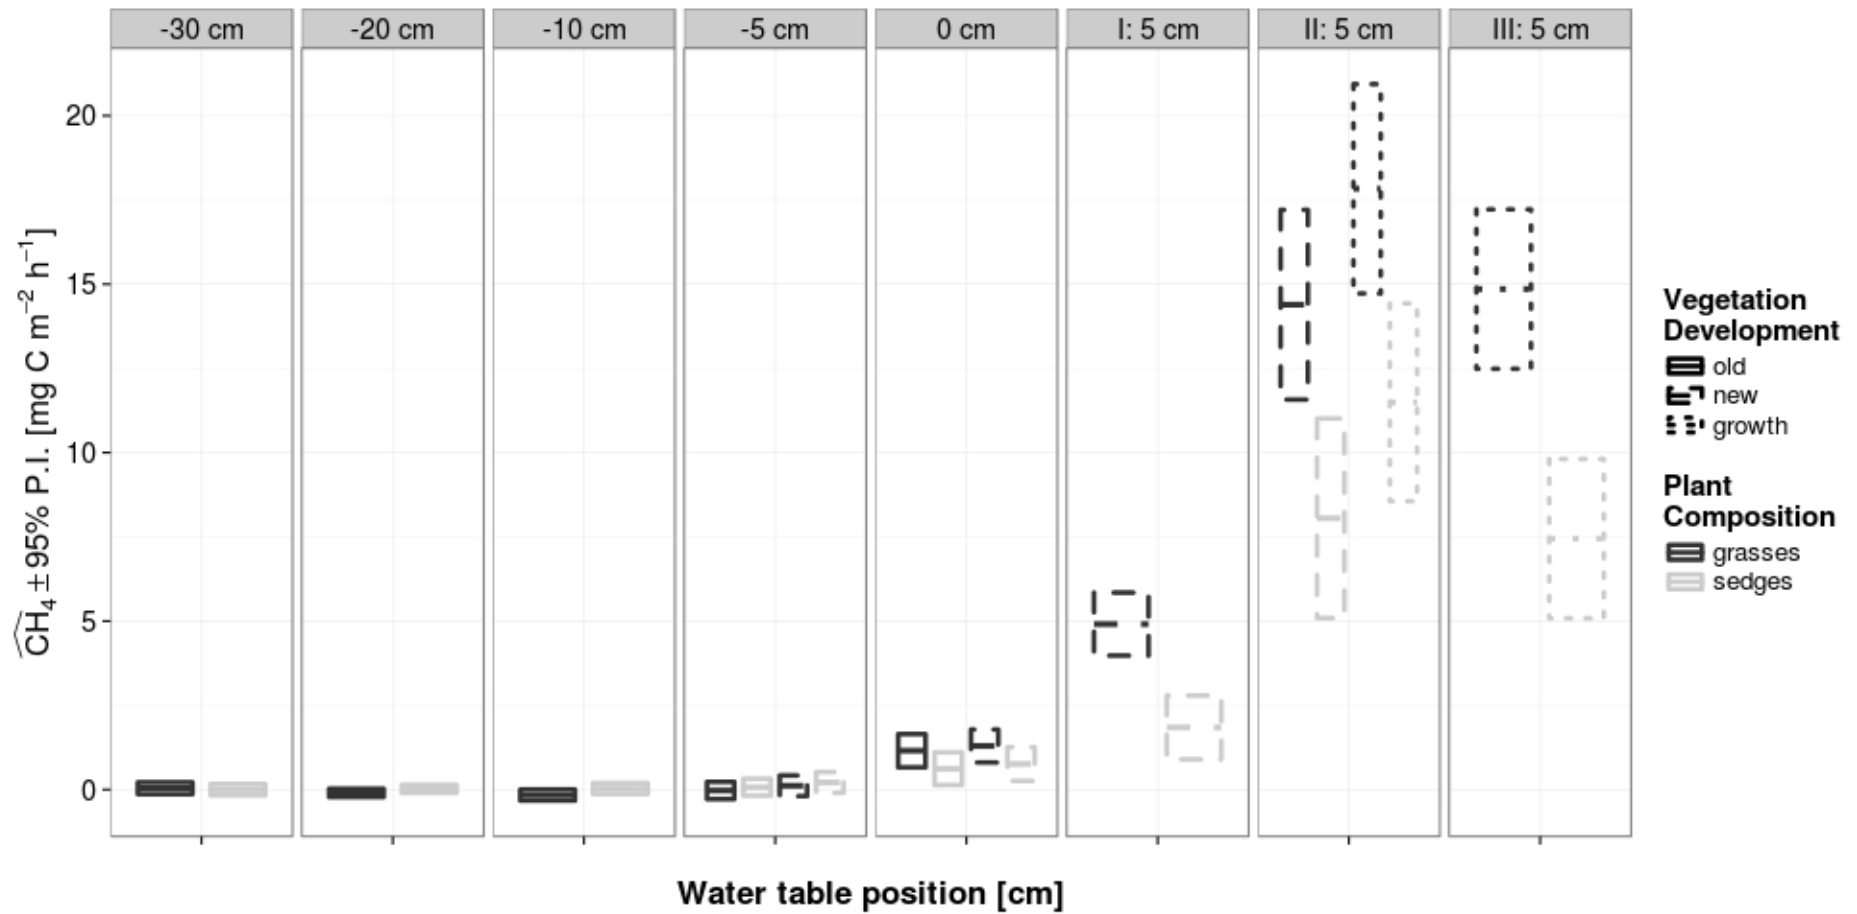 -30 cm
-20 cm
-10 cm
-5 cm
0 cm
I: 5 cm
II: 5 cm
III: 5 cm
20
15
10
5
0
ĈH₄ ± 95% P.I. [mg C m⁻² h⁻¹]
Water table position [cm]
Vegetation
Development
old
new
growth
Plant
Composition
grasses
sedges